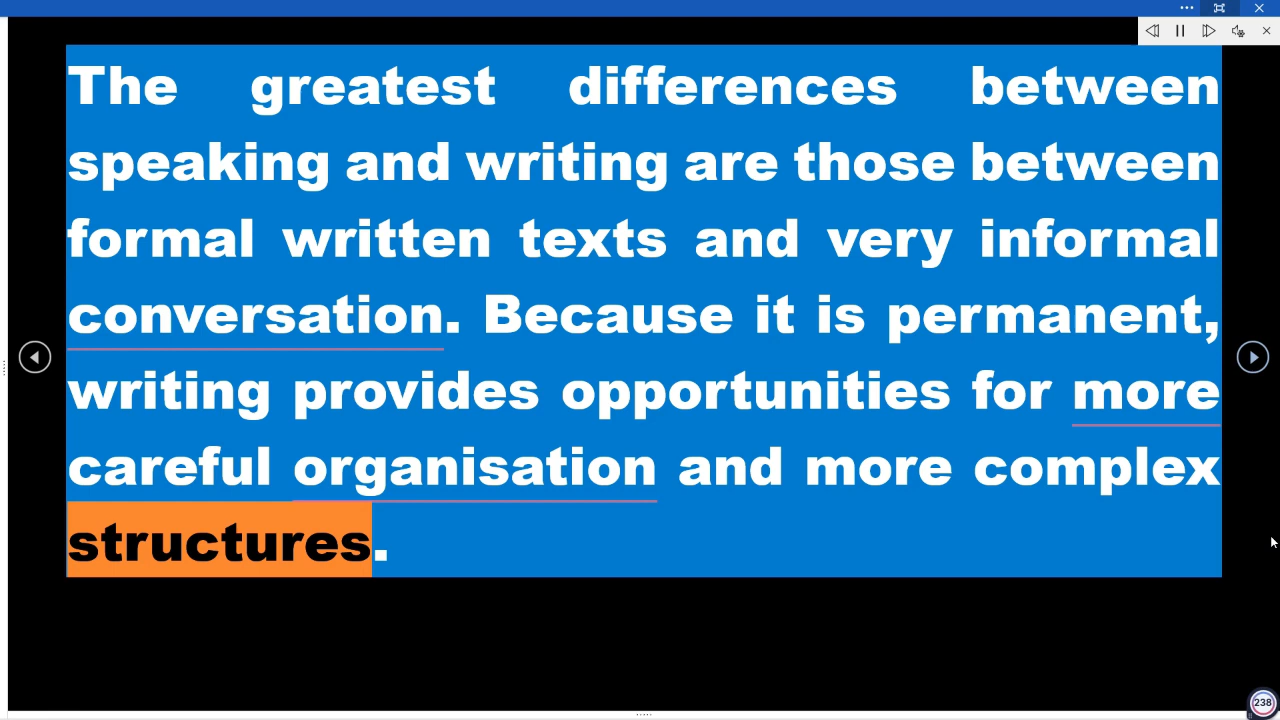 The greatest differences between
speaking and writing are those between
formal written texts and very informal
conversation. Because it is permanent,
writing provides opportunities for more
careful organisation and more complex
structures.
238